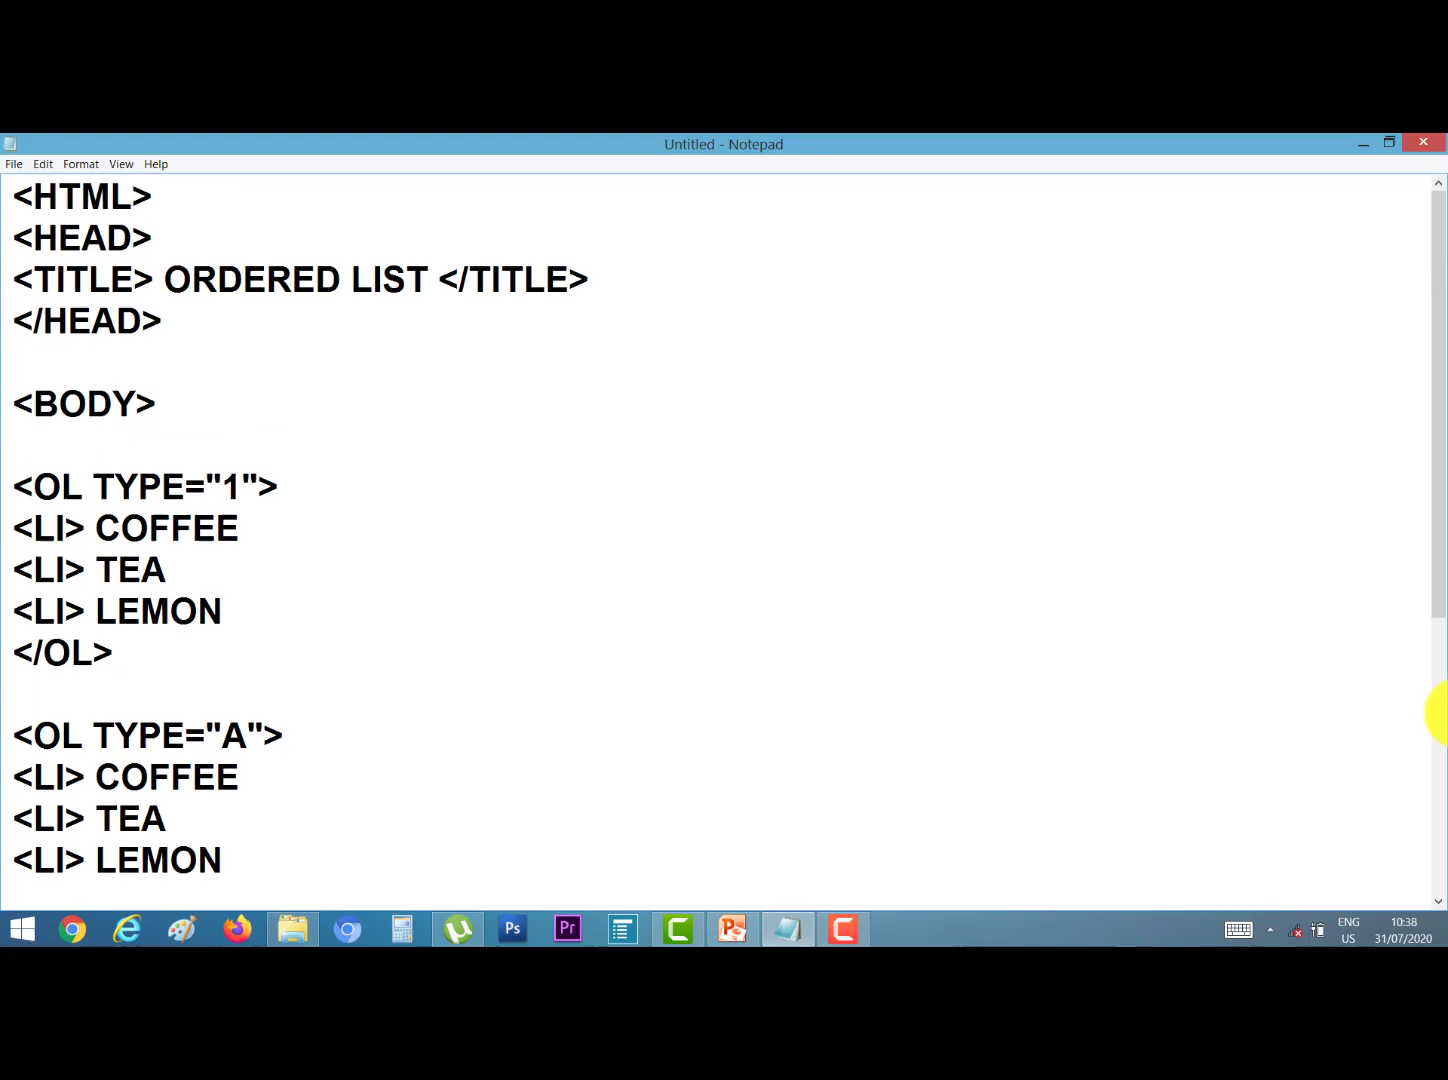 Untitled - Notepad
File Edit Format View Help
<HTML>
<HEAD>
<TITLE> ORDERED LIST </TITLE>
</HEAD>
<BODY>
<OL TYPE="1">
<LI> COFFEE
<LI> TEA
<LI> LEMON
</OL>
<OL TYPE="A">
<LI> COFFEE
<LI> TEA
<LI> LEMON
Ps Pr ENG 10:38
US 31/07/2020